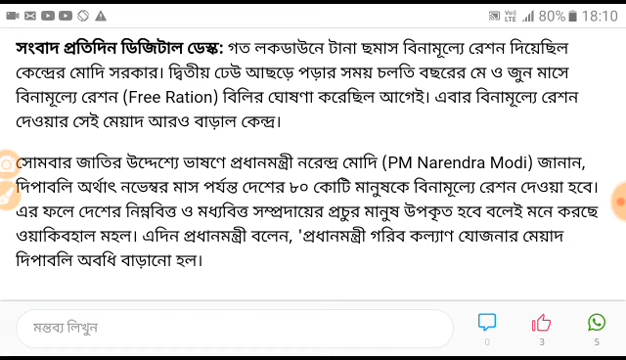 80% 18:10
সংবাদ প্রতিদিন ডিজিটাল ডেস্ক: গত লকডাউনে টানা ছমাস বিনামূল্যে রেশন দিয়েছিল
কেন্দ্রের মোদি সরকার। দ্বিতীয় ঢেউ আছড়ে পড়ার সময় চলতি বছরের মে ও জুন মাসে
বিনামূল্যে রেশন (Free Ration) বিলির ঘোষণা করেছিল আগেই। এবার বিনামূল্যে রেশন
দেওয়ার সেই মেয়াদ আরও বাড়াল কেন্দ্র।
সোমবার জাতির উদ্দেশ্যে ভাষণে প্রধানমন্ত্রী নরেন্দ্র মোদি (PM Narendra Modi) জানান,
দিপাবলি অর্থাৎ নভেম্বর মাস পর্যন্ত দেশের ৮০ কোটি মানুষকে বিনামূল্যে রেশন দেওয়া হবে।
এর ফলে দেশের নিম্নবিত্ত ও মধ্যবিত্ত সম্প্রদায়ের প্রচুর মানুষ উপকৃত হবে বলেই মনে করছে
ওয়াকিবহাল মহল। এদিন প্রধানমন্ত্রী বলেন, 'প্রধানমন্ত্রী গরিব কল্যাণ যোজনার মেয়াদ
দিপাবলি অবধি বাড়ানো হল।
মন্তব্য লিখুন
0 3 5